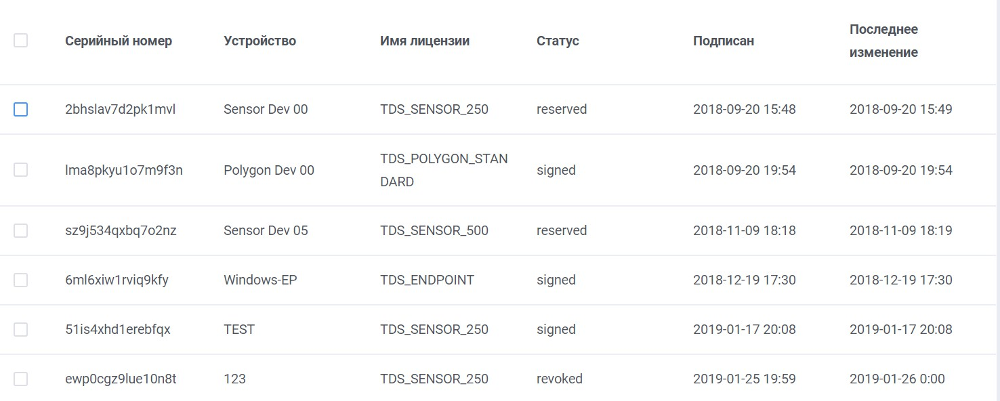 Серийный номер Устройство Имя лицензии Статус Подписан Последнее
изменение
2bhslav7d2pk1mvl Sensor Dev 00 TDS_SENSOR_250 reserved 2018-09-20 15:48 2018-09-20 15:49
lma8pkyu1o7m9f3n Polygon Dev 00 TDS_POLYGON_STAN
DARD signed 2018-09-20 19:54 2018-09-20 19:54
sz9j534qxbq7o2nz Sensor Dev 05 TDS_SENSOR_500 reserved 2018-11-09 18:18 2018-11-09 18:19
6ml6xiw1rviq9kfy Windows-EP TDS_ENDPOINT signed 2018-12-19 17:30 2018-12-19 17:30
51is4xhd1erebfqx TEST TDS_SENSOR_250 signed 2019-01-17 20:08 2019-01-17 20:08
ewp0cgz9lue10n8t 123 TDS_SENSOR_250 revoked 2019-01-25 19:59 2019-01-26 0:00